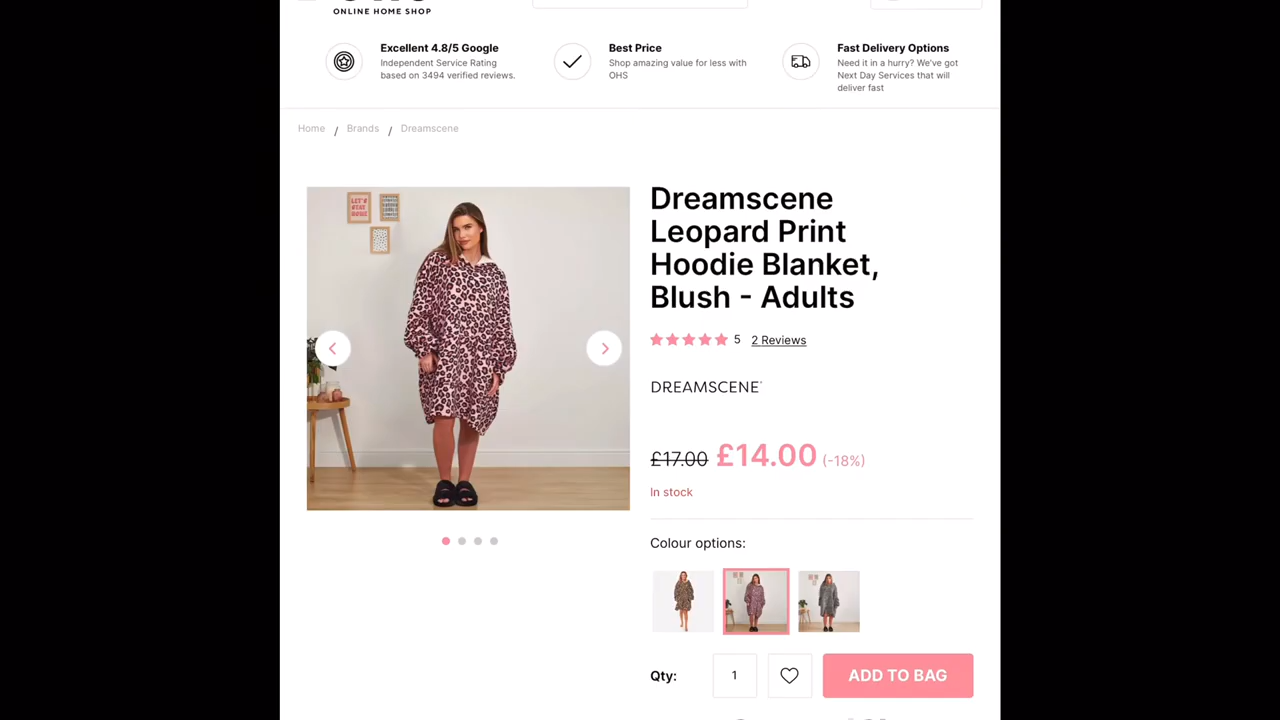 ONLINE HOME SHOP
Excellent 4.8/5 Google
Independent Service Rating
based on 3494 verified reviews.
Best Price
Shop amazing value for less with
OHS
Fast Delivery Options
Need it in a hurry? We've got
Next Day Services that will
deliver fast
Home / Brands / Dreamscene
LET'S
STAY
HOME
Dreamscene
Leopard Print
Hoodie Blanket,
Blush - Adults
5 2 Reviews
DREAMSCENE
£17.00 £14.00 (-18%)
In stock
Colour options:
Qty: 1 ADD TO BAG